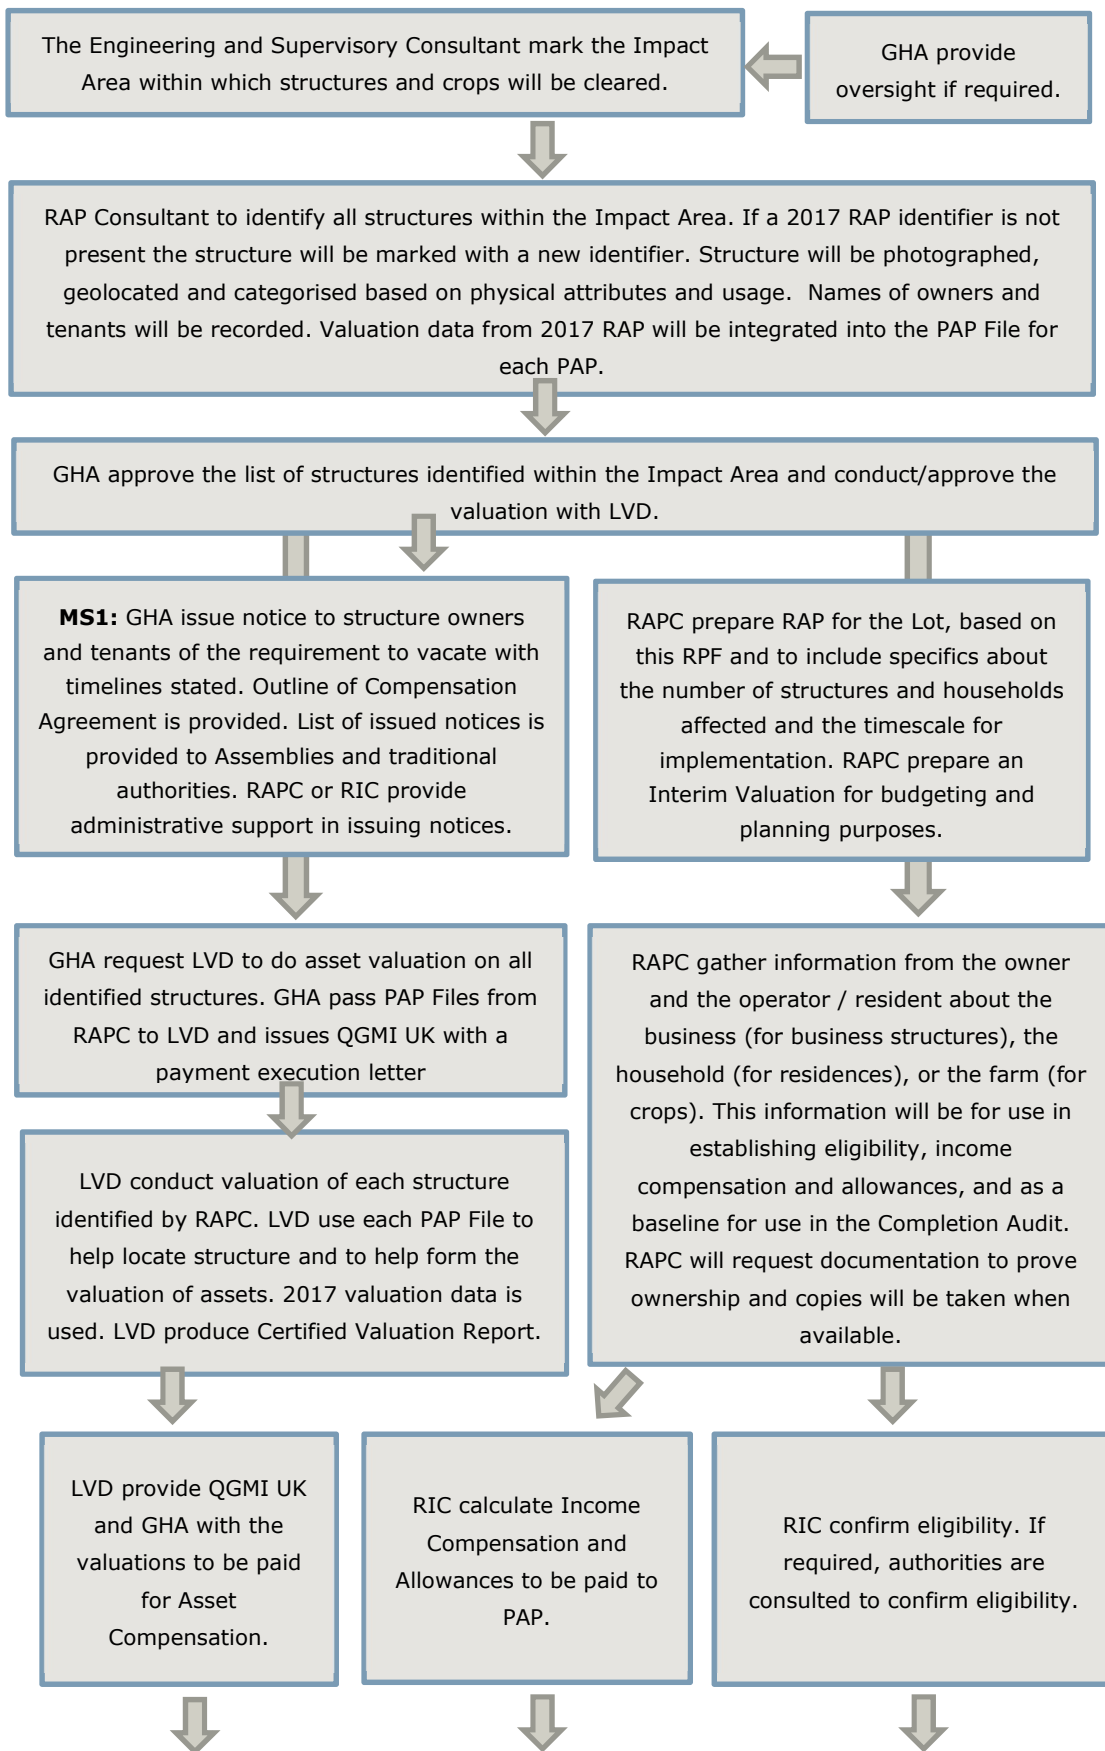 The Engineering and Supervisory Consultant mark the Impact
Area within which structures and crops will be cleared.
GHA provide
oversight if required.
RAP Consultant to identify all structures within the Impact Area. If a 2017 RAP identifier is not
present the structure will be marked with a new identifier. Structure will be photographed,
geolocated and categorised based on physical attributes and usage.  Names of owners and
tenants will be recorded. Valuation data from 2017 RAP will be integrated into the PAP File for
each PAP.
GHA approve the list of structures identified within the Impact Area and conduct/approve the
valuation with LVD.
MS1: GHA issue notice to structure owners
and tenants of the requirement to vacate with
timelines stated. Outline of Compensation
Agreement is provided. List of issued notices is
provided to Assemblies and traditional
authorities. RAPC or RIC provide
administrative support in issuing notices.
RAPC prepare RAP for the Lot, based on
this RPF and to include specifics about
the number of structures and households
affected and the timescale for
implementation. RAPC prepare an
Interim Valuation for budgeting and
planning purposes.
GHA request LVD to do asset valuation on all
identified structures. GHA pass PAP Files from
RAPC to LVD and issues QGMI UK with a
payment execution letter
RAPC gather information from the owner
and the operator / resident about the
business (for business structures), the
household (for residences), or the farm (for
crops). This information will be for use in
establishing eligibility, income
compensation and allowances, and as a
baseline for use in the Completion Audit.
RAPC will request documentation to prove
ownership and copies will be taken when
available.
LVD conduct valuation of each structure
identified by RAPC. LVD use each PAP File to
help locate structure and to help form the
valuation of assets. 2017 valuation data is
used. LVD produce Certified Valuation Report.
LVD provide QGMI UK
and GHA with the
valuations to be paid
for Asset
Compensation.
RIC calculate Income
Compensation and
Allowances to be paid to
PAP.
RIC confirm eligibility. If
required, authorities are
consulted to confirm eligibility.